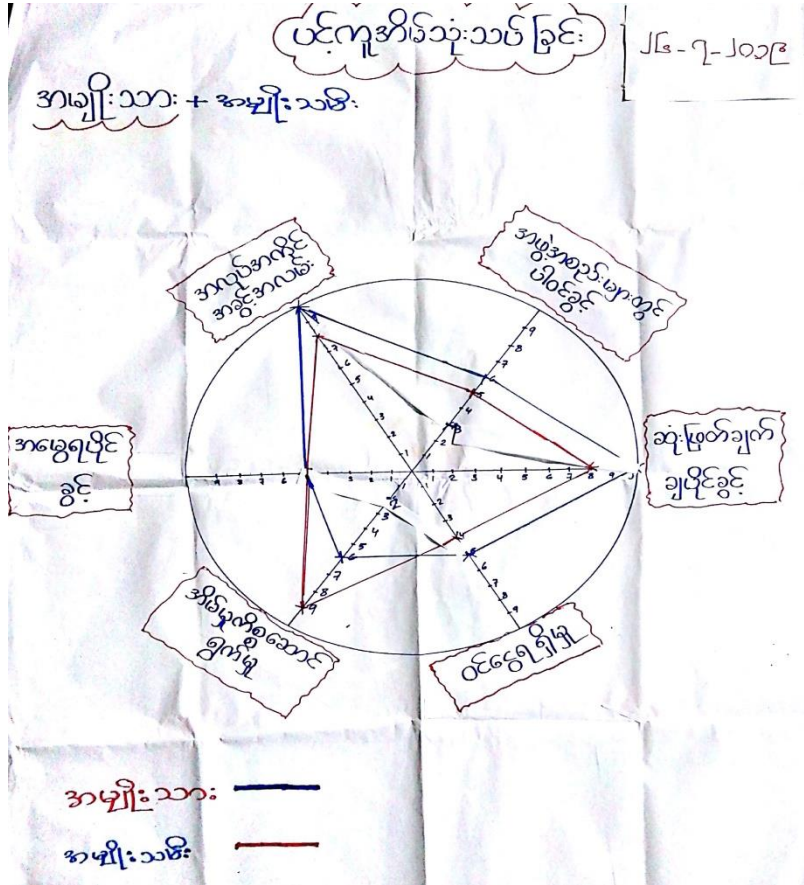 ပင့်ကူအိမ်သုံးသပ်ခြင်း
၂၆-၇-၂၀၁၉
အမျိုးသား + အမျိုးသမီး
အလုပ်အကိုင်
အခွင့်အလမ်း
အဖွဲ့အစည်းများတွင်
ပါဝင်ခွင့်
အမွေရပိုင်
ခွင့်
ဆုံးဖြတ်ချက်
ချပိုင်ခွင့်
အိမ်မှုကိစ္စဆောင်
ရွက်မှု
ဝင်ငွေရရှိမှု
အမျိုးသား
အမျိုးသမီး